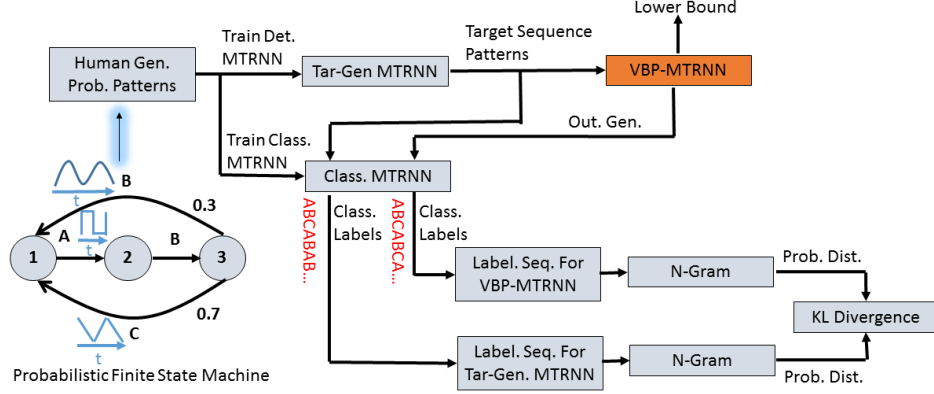 Lower Bound
Train Det.
MTRNN
Target Sequence
Patterns
Human Gen.
Prob. Patterns
Tar-Gen MTRNN
VBP-MTRNN
Out. Gen.
Train Class.
MTRNN
Class. MTRNN
B
t
0.3
A
t
B
1
2
3
0.7
C
t
Probabilistic Finite State Machine
ABCABAB...
Class.
Labels
ABCABCA...
Class.
Labels
Label. Seq. For
VBP-MTRNN
N-Gram
Prob. Dist.
KL Divergence
Label. Seq. For
Tar-Gen. MTRNN
N-Gram
Prob. Dist.